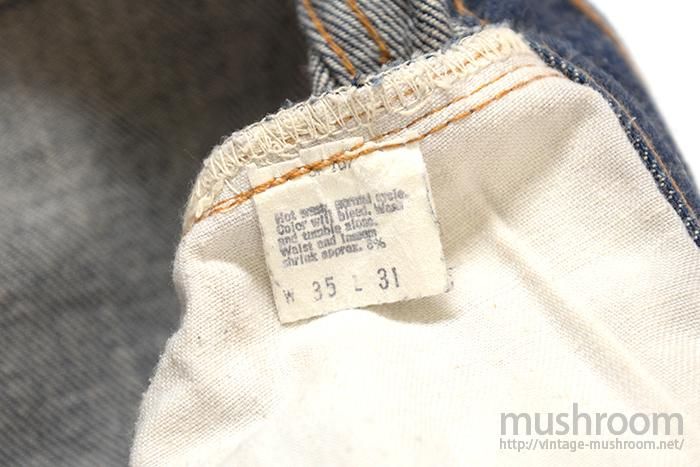 Hot wash, normal cycle.
Color will bleed. Wash
and tumble alone.
Waist and Inseam
shrink approx. 8%
W 35 L 31
mushroom
http://vintage-mushroom.net/